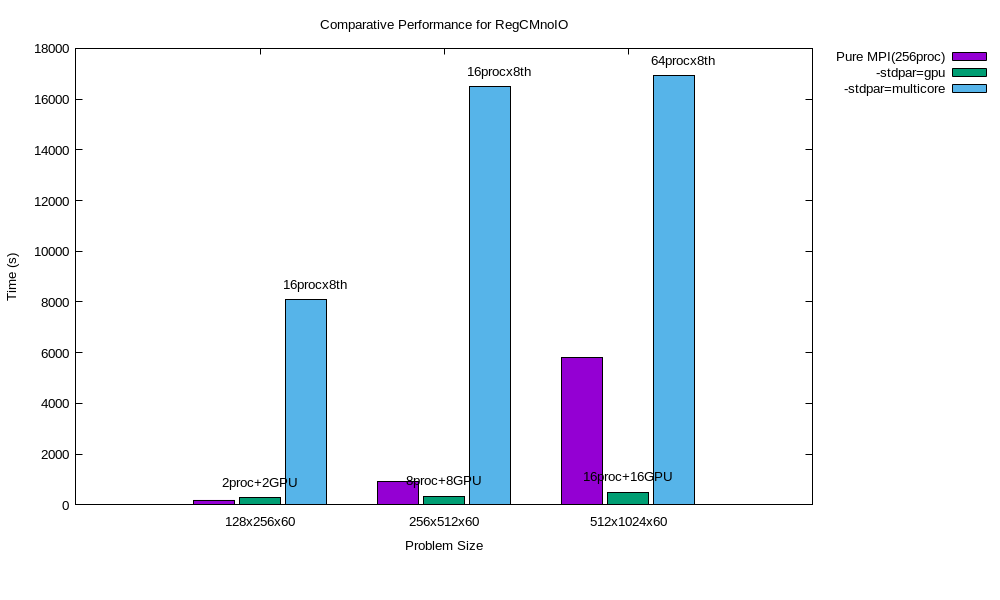 Comparative Performance for RegCMnoIO
Pure MPI(256proc)
-stdpar=gpu
-stdpar=multicore
18000
16000
14000
12000
10000
8000
6000
4000
2000
0
Time (s)
16procx8th
16procx8th
64procx8th
2proc+2GPU
8proc+8GPU
16proc+16GPU
128x256x60
256x512x60
512x1024x60
Problem Size